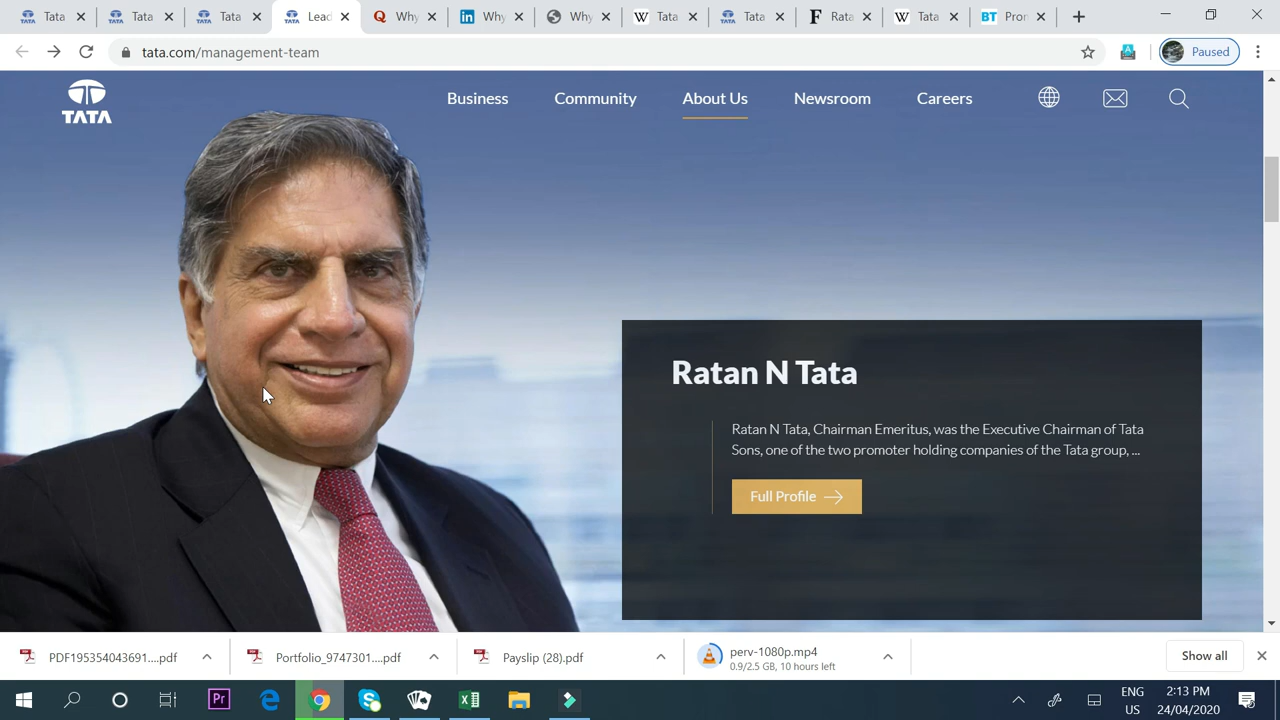 Tata
Tata
Tata
Lead
Why
Why
Why
Tata
Tata
Rata
Tata
Pron
tata.com/management-team
Paused
TATA
Business
Community
About Us
Newsroom
Careers
Ratan N Tata
Ratan N Tata, Chairman Emeritus, was the Executive Chairman of Tata
Sons, one of the two promoter holding companies of the Tata group, ...
Full Profile
PDF195354043691....pdf
Portfolio_9747301....pdf
Payslip (28).pdf
perv-1080p.mp4
0.9/2.5 GB, 10 hours left
Show all
ENG
US
2:13 PM
24/04/2020